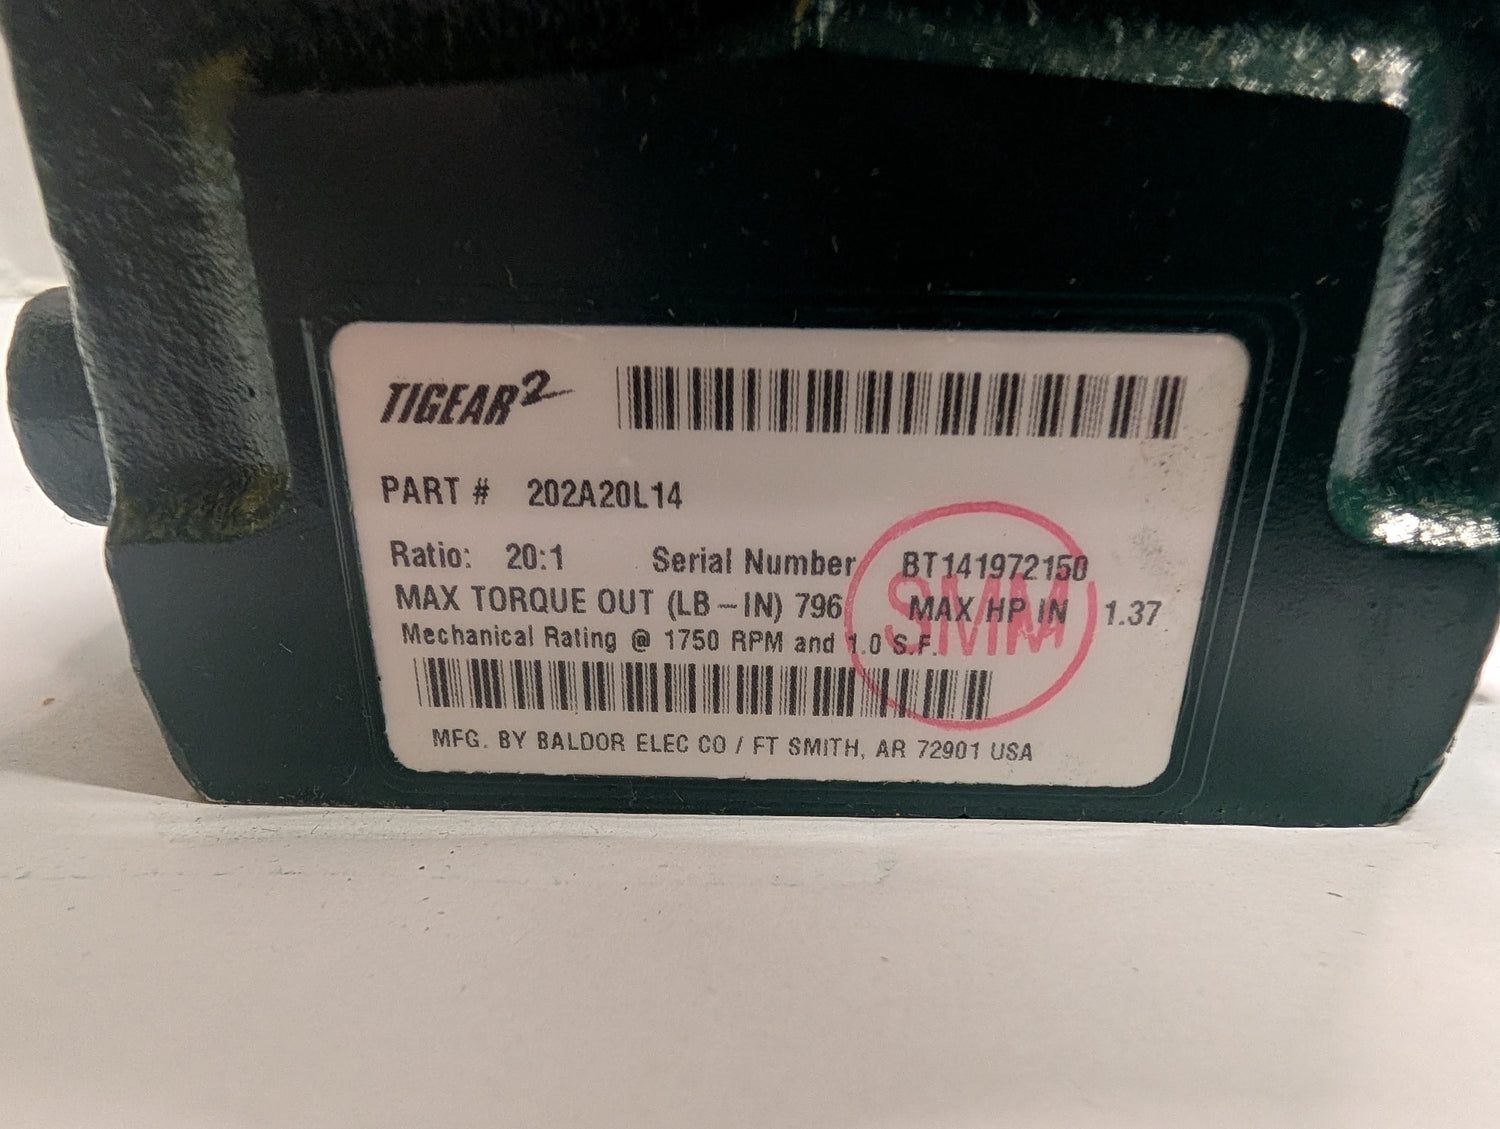 TIGEAR2
PART # 202A20L14
Ratio: 20:1 Serial Number BT141972150
MAX TORQUE OUT (LB-IN) 796 MAX HP IN 1.37
Mechanical Rating @ 1750 RPM and 1.0 S.F.
SMM
MFG. BY BALDOR ELEC CO / FT SMITH, AR 72901 USA